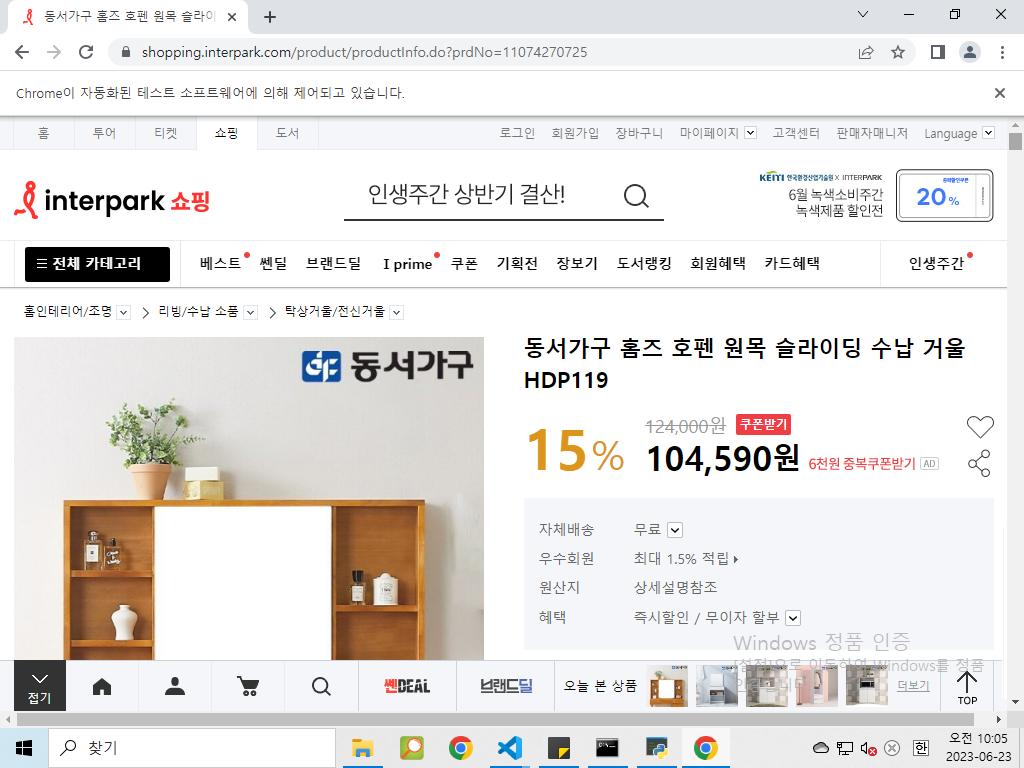 동서가구 홈즈 호펜 원목 슬라이
shopping.interpark.com/product/productInfo.do?prdNo=11074270725
Chrome이 자동화된 테스트 소프트웨어에 의해 제어되고 있습니다.
홈 투어 티켓 쇼핑 도서 로그인 회원가입 장바구니 마이페이지 고객센터 판매자매니저 Language
interpark 쇼핑
인생주간 상반기 결산!
KEITI 한국환경산업기술원 X INTERPARK
6월 녹색소비주간
녹색제품 할인전
20%
전체 카테고리 베스트 쎈딜 브랜드딜 I prime 쿠폰 기획전 장보기 도서랭킹 회원혜택 카드혜택 인생주간
홈인테리어/조명 리빙/수납 소품 탁상거울/전신거울
동서가구
동서가구 홈즈 호펜 원목 슬라이딩 수납 거울
HDP119
15%
124,000원 쿠폰받기
104,590원 6천원 중복쿠폰받기 AD
자체배송 무료
우수회원 최대 1.5% 적립
원산지 상세설명참조
혜택 즉시할인 / 무이자 할부
Windows 정품 인증
[설정]으로 이동하여 Windows를 정품
접기
쎈DEAL 브랜드딜 오늘 본 상품 더보기 TOP
찾기
한
오전 10:05
2023-06-23